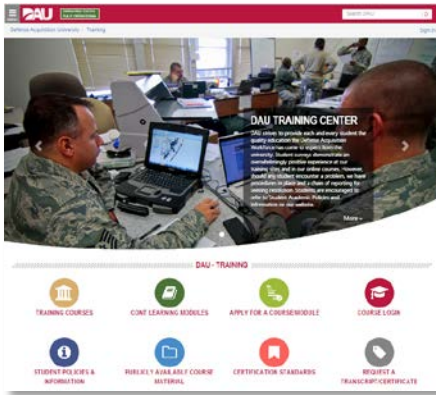 DAU
Search DAU
Defense Acquisition University / Training
Sign In
DAU TRAINING CENTER
DAU strives to provide each and every student the
quality education the Defense Acquisition
Workforce has come to expect from the
university. Student surveys demonstrate an
overwhelmingly positive experience at our
training sites and in our online courses. However,
should any student encounter a problem, we have
procedures in place and a chain of reporting for
seeking resolution. Students are encouraged to
refer to Student Academic Policies and
Information on our website.
More »
DAU - TRAINING
TRAINING COURSES
CONT LEARNING MODULES
APPLY FOR A COURSE/MODULE
COURSE LOGIN
STUDENT POLICIES &
INFORMATION
PUBLICLY AVAILABLE COURSE
MATERIAL
CERTIFICATION STANDARDS
REQUEST A
TRANSCRIPT/CERTIFICATE